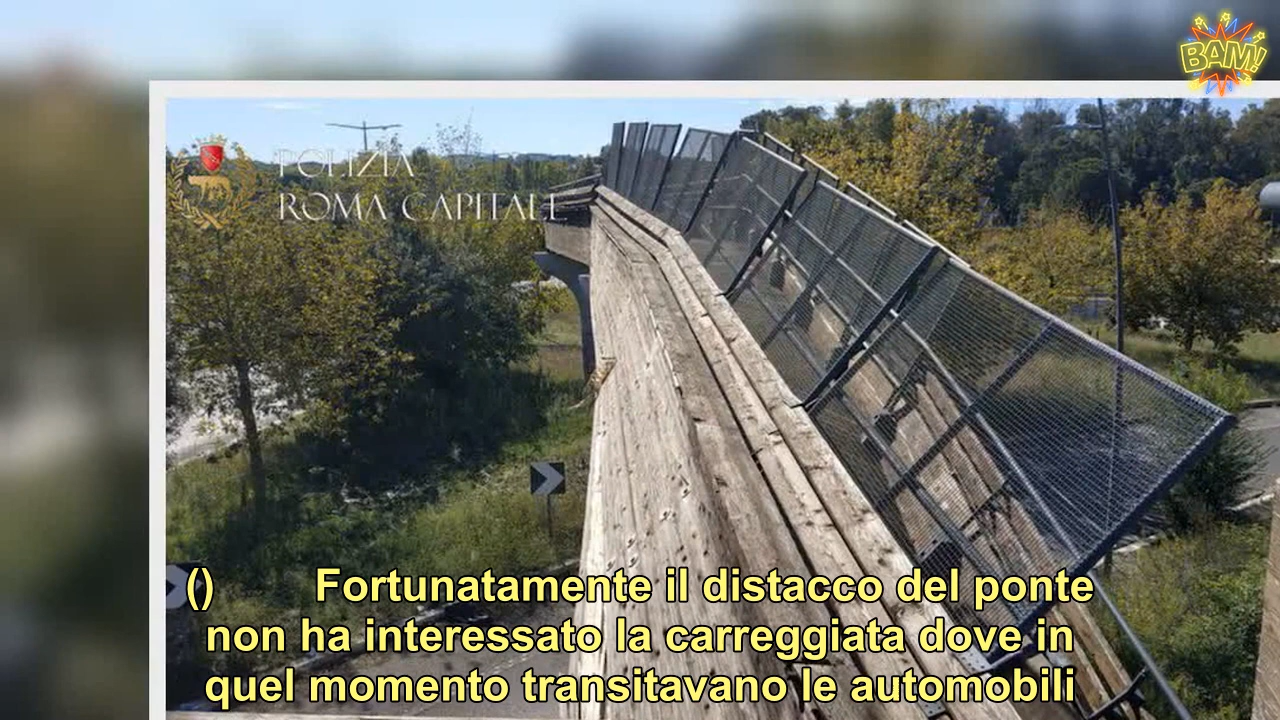 BAM!
POLIZIA
ROMA CAPITALE
() Fortunatamente il distacco del ponte
non ha interessato la carreggiata dove in
quel momento transitavano le automobili